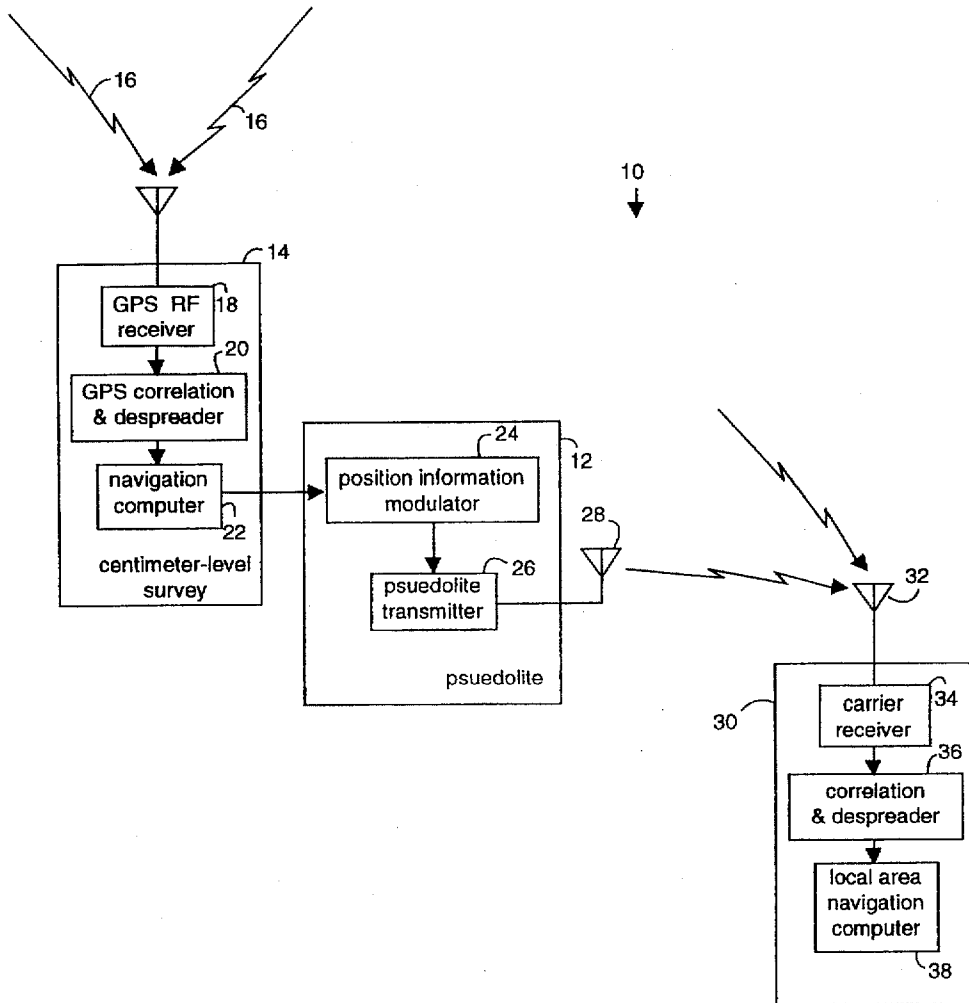 16
16
10
14
GPS RF
receiver
18
20
GPS correlation
& despreader
navigation
computer
22
centimeter-level
survey
12
24
position information
modulator
26
psuedolite
transmitter
psuedolite
28
32
30
carrier
receiver
34
36
correlation
& despreader
local area
navigation
computer
38